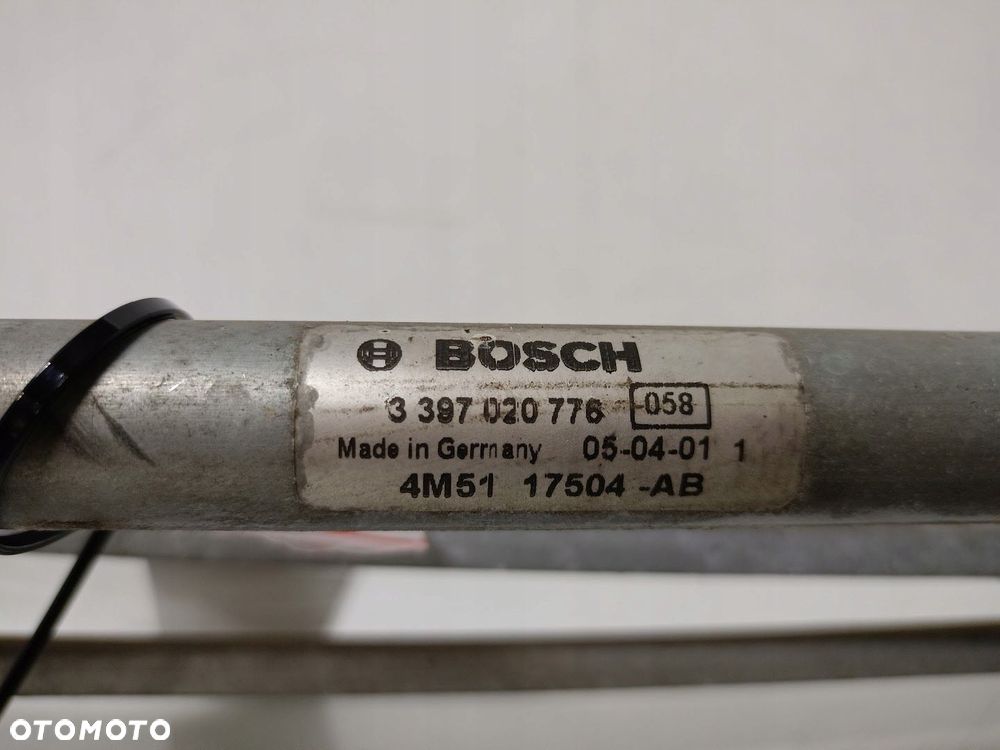 BOSCH
3 397 020 776 058
Made in Germany 05-04-01 1
4M51 17504-AB
OTOMOTO